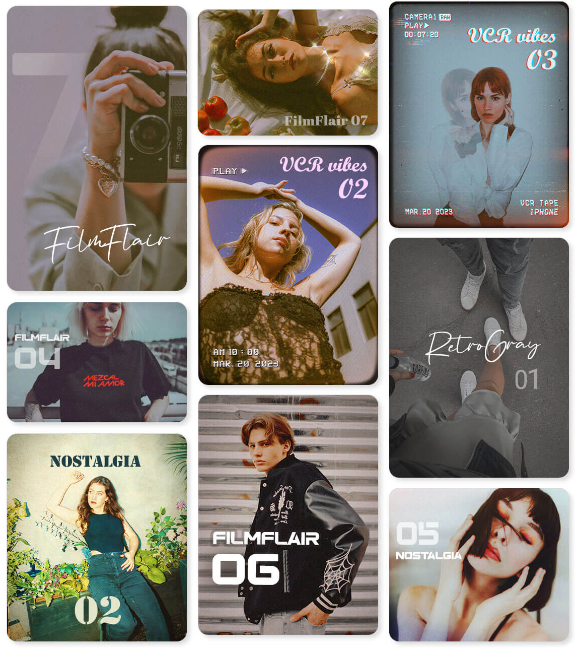 7
FilmFlair
FilmFlair 07
CAMERA1
PLAY
00:07:20
VCR vibes
03
VCR TAPE
MAR.20 2023
IPHONE
PLAY
VCR vibes
02
AM 10:00
MAR. 20 2023
FILMFLAIR
04
MEZCAL
MI AMOR
RetroGray
01
NOSTALGIA
02
FILMFLAIR
06
05
NOSTALGIA